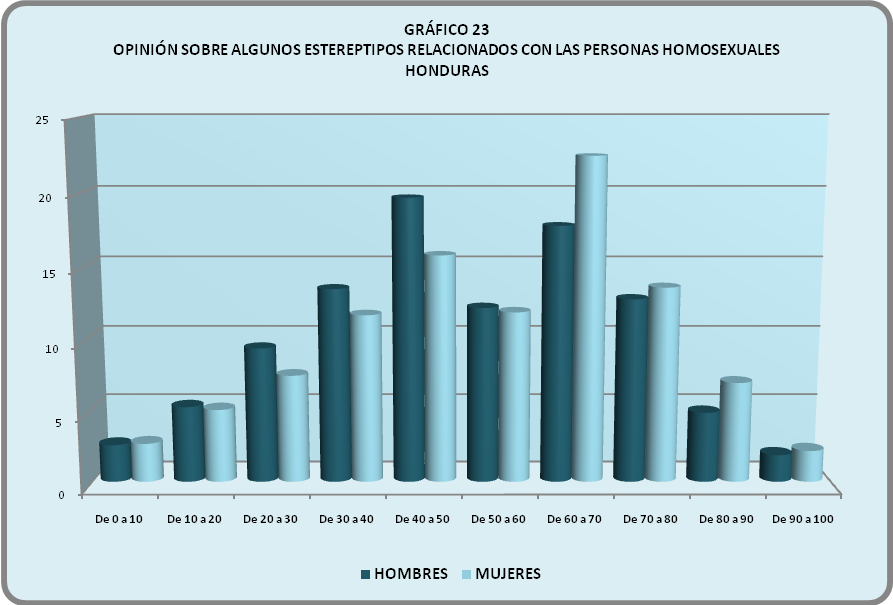 GRÁFICO 23
OPINIÓN SOBRE ALGUNOS ESTEREPTIPOS RELACIONADOS CON LAS PERSONAS HOMOSEXUALES
HONDURAS
25
20
15
10
5
0
De 0 a 10 De 10 a 20 De 20 a 30 De 30 a 40 De 40 a 50 De 50 a 60 De 60 a 70 De 70 a 80 De 80 a 90 De 90 a 100
HOMBRES MUJERES